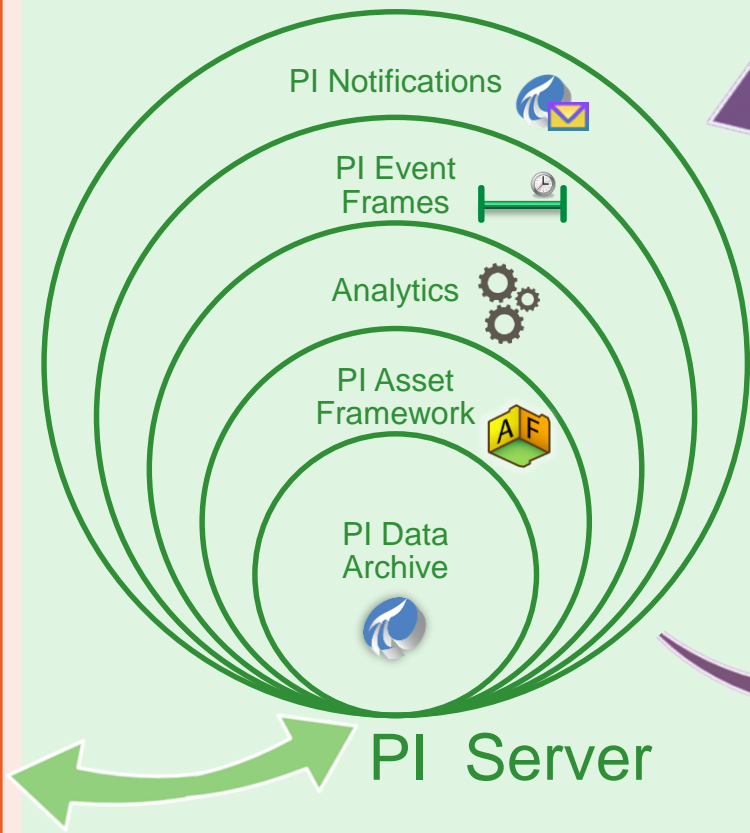 PI Notifications
PI Event
Frames
Analytics
PI Asset
Framework
A F
PI Data
Archive
PI Server